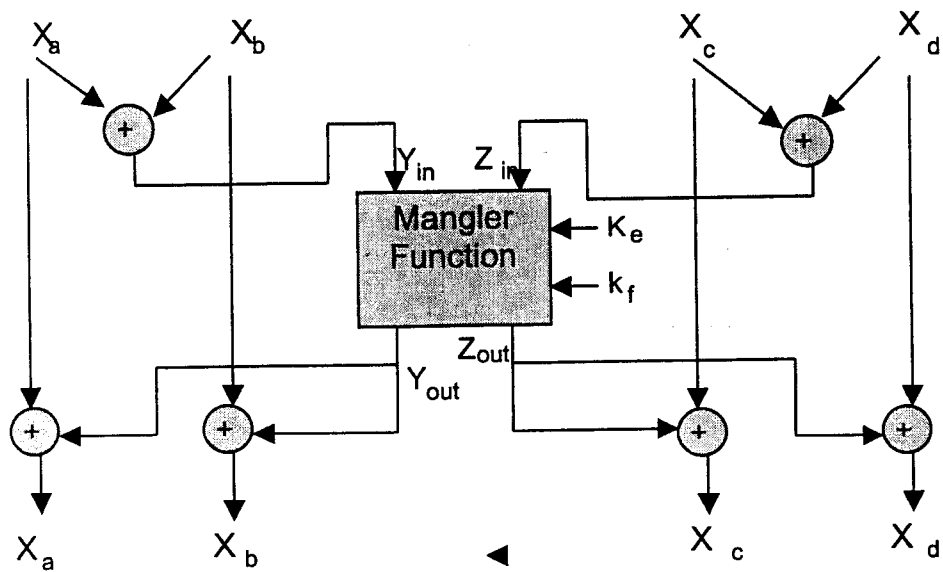 Xa Xb Xc Xd
+ +
Yin Zin
Mangler
Function
Ke
kf
Zout
Yout
+ + + +
Xa Xb Xc Xd